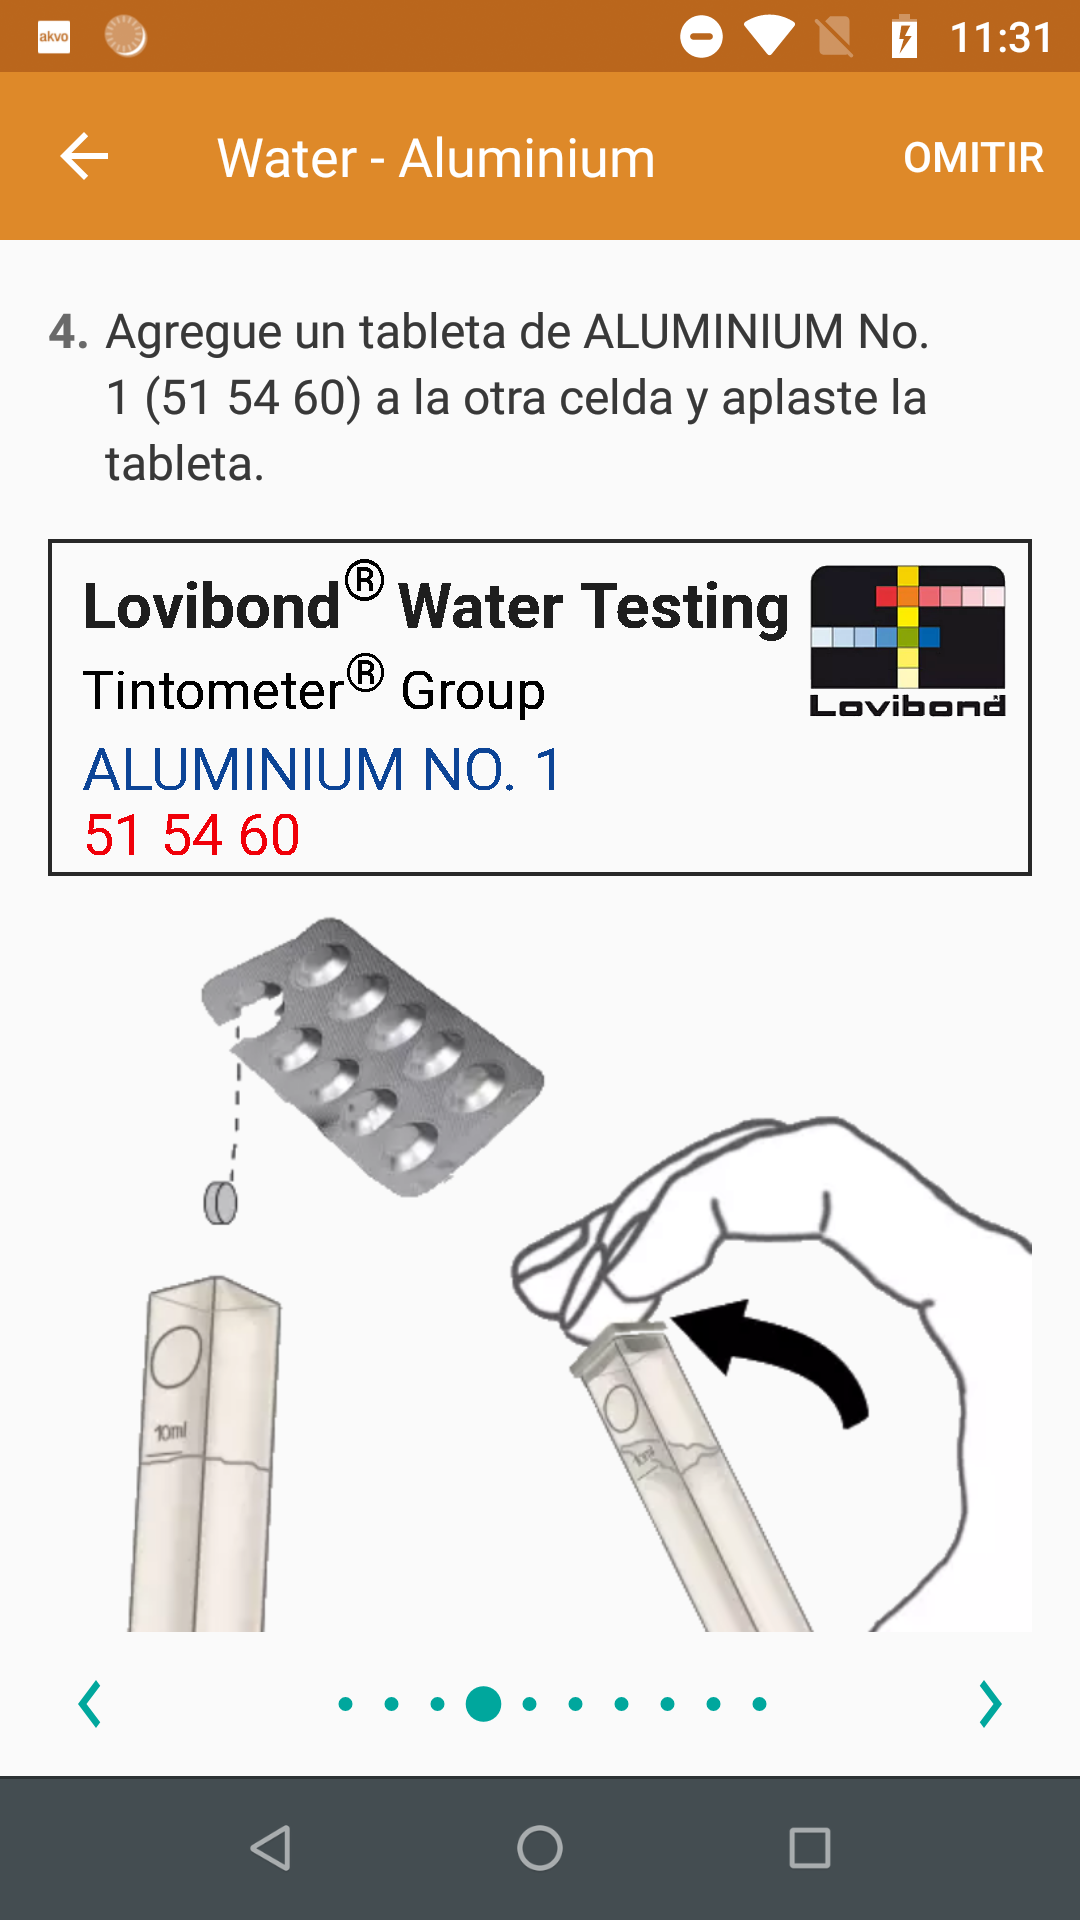 akvo
11:31
Water - Aluminium
OMITIR
4. Agregue un tableta de ALUMINIUM No.
1 (51 54 60) a la otra celda y aplaste la
tableta.
Lovibond® Water Testing
Tintometer® Group
Lovibond
ALUMINIUM NO. 1
51 54 60
10ml
10ml